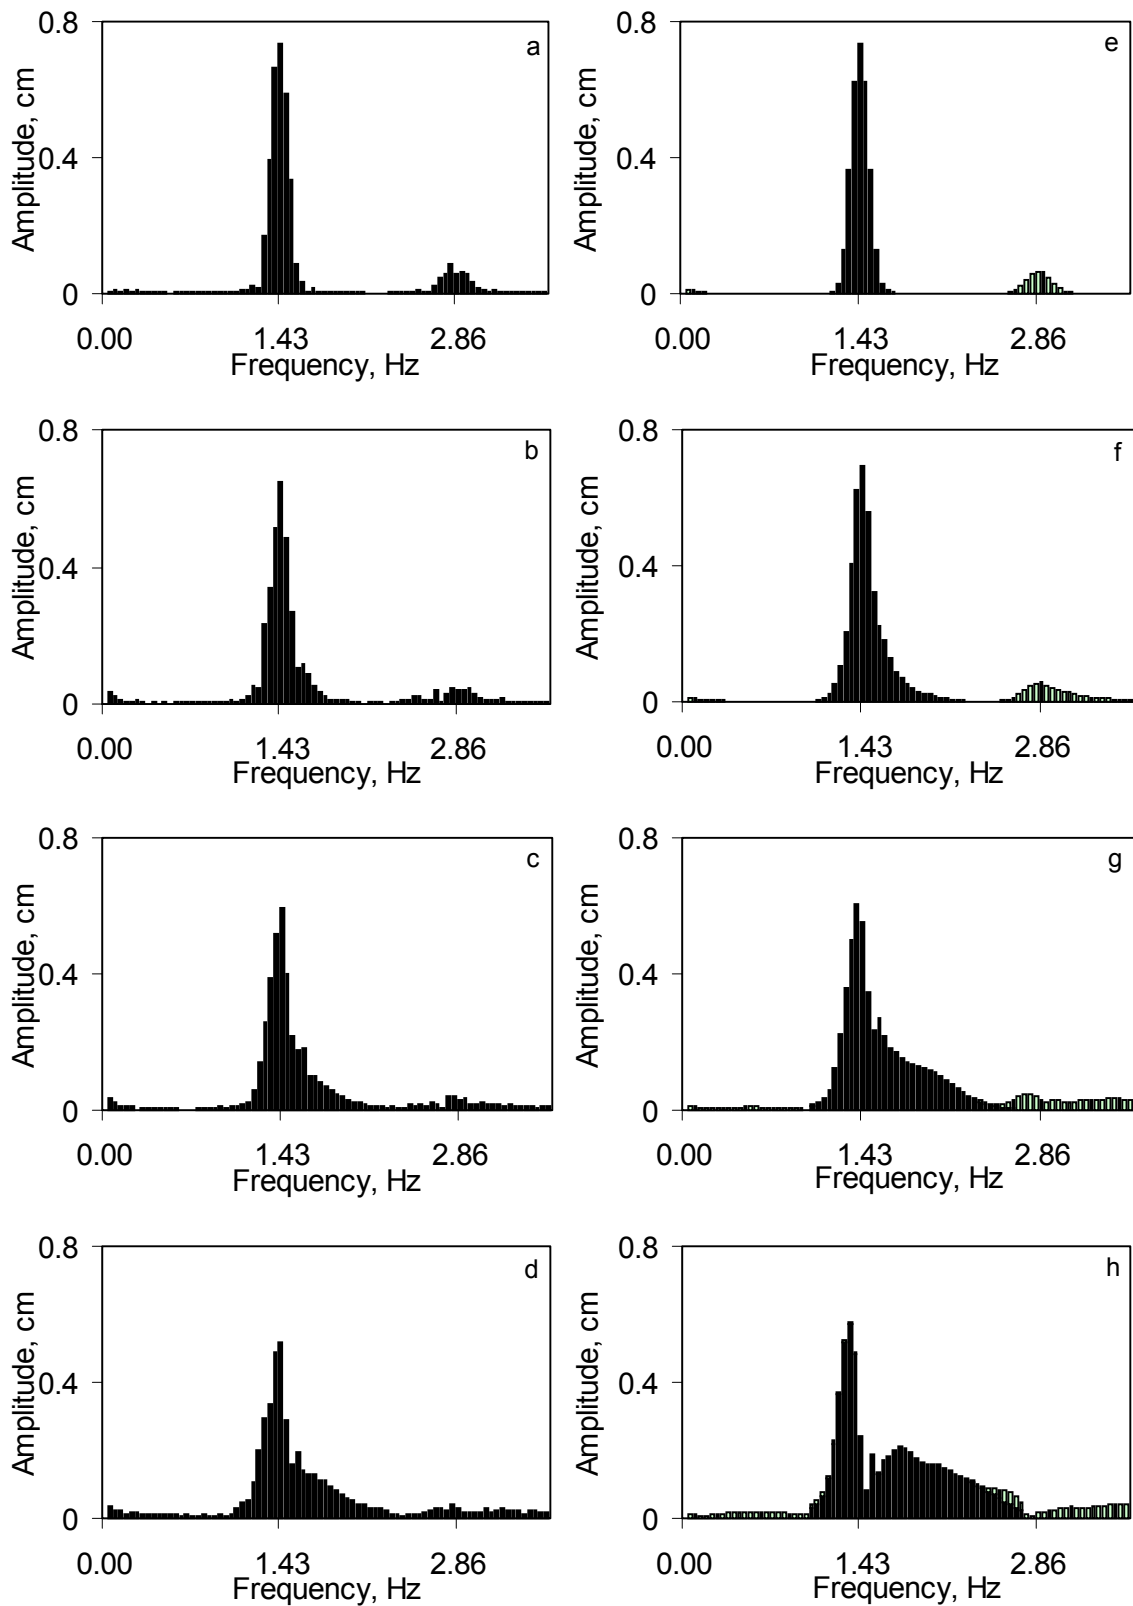 0.8
a
Amplitude, cm
0.4
0
0.00 1.43 2.86
Frequency, Hz
0.8
e
Amplitude, cm
0.4
0
0.00 1.43 2.86
Frequency, Hz
0.8
b
Amplitude, cm
0.4
0
0.00 1.43 2.86
Frequency, Hz
0.8
f
Amplitude, cm
0.4
0
0.00 1.43 2.86
Frequency, Hz
0.8
c
Amplitude, cm
0.4
0
0.00 1.43 2.86
Frequency, Hz
0.8
g
Amplitude, cm
0.4
0
0.00 1.43 2.86
Frequency, Hz
0.8
d
Amplitude, cm
0.4
0
0.00 1.43 2.86
Frequency, Hz
0.8
h
Amplitude, cm
0.4
0
0.00 1.43 2.86
Frequency, Hz